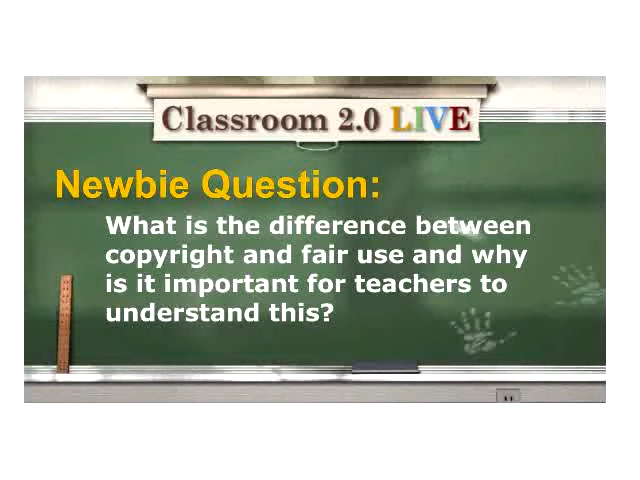 Classroom 2.0 LIVE
Newbie Question:
What is the difference between
copyright and fair use and why
is it important for teachers to
understand this?